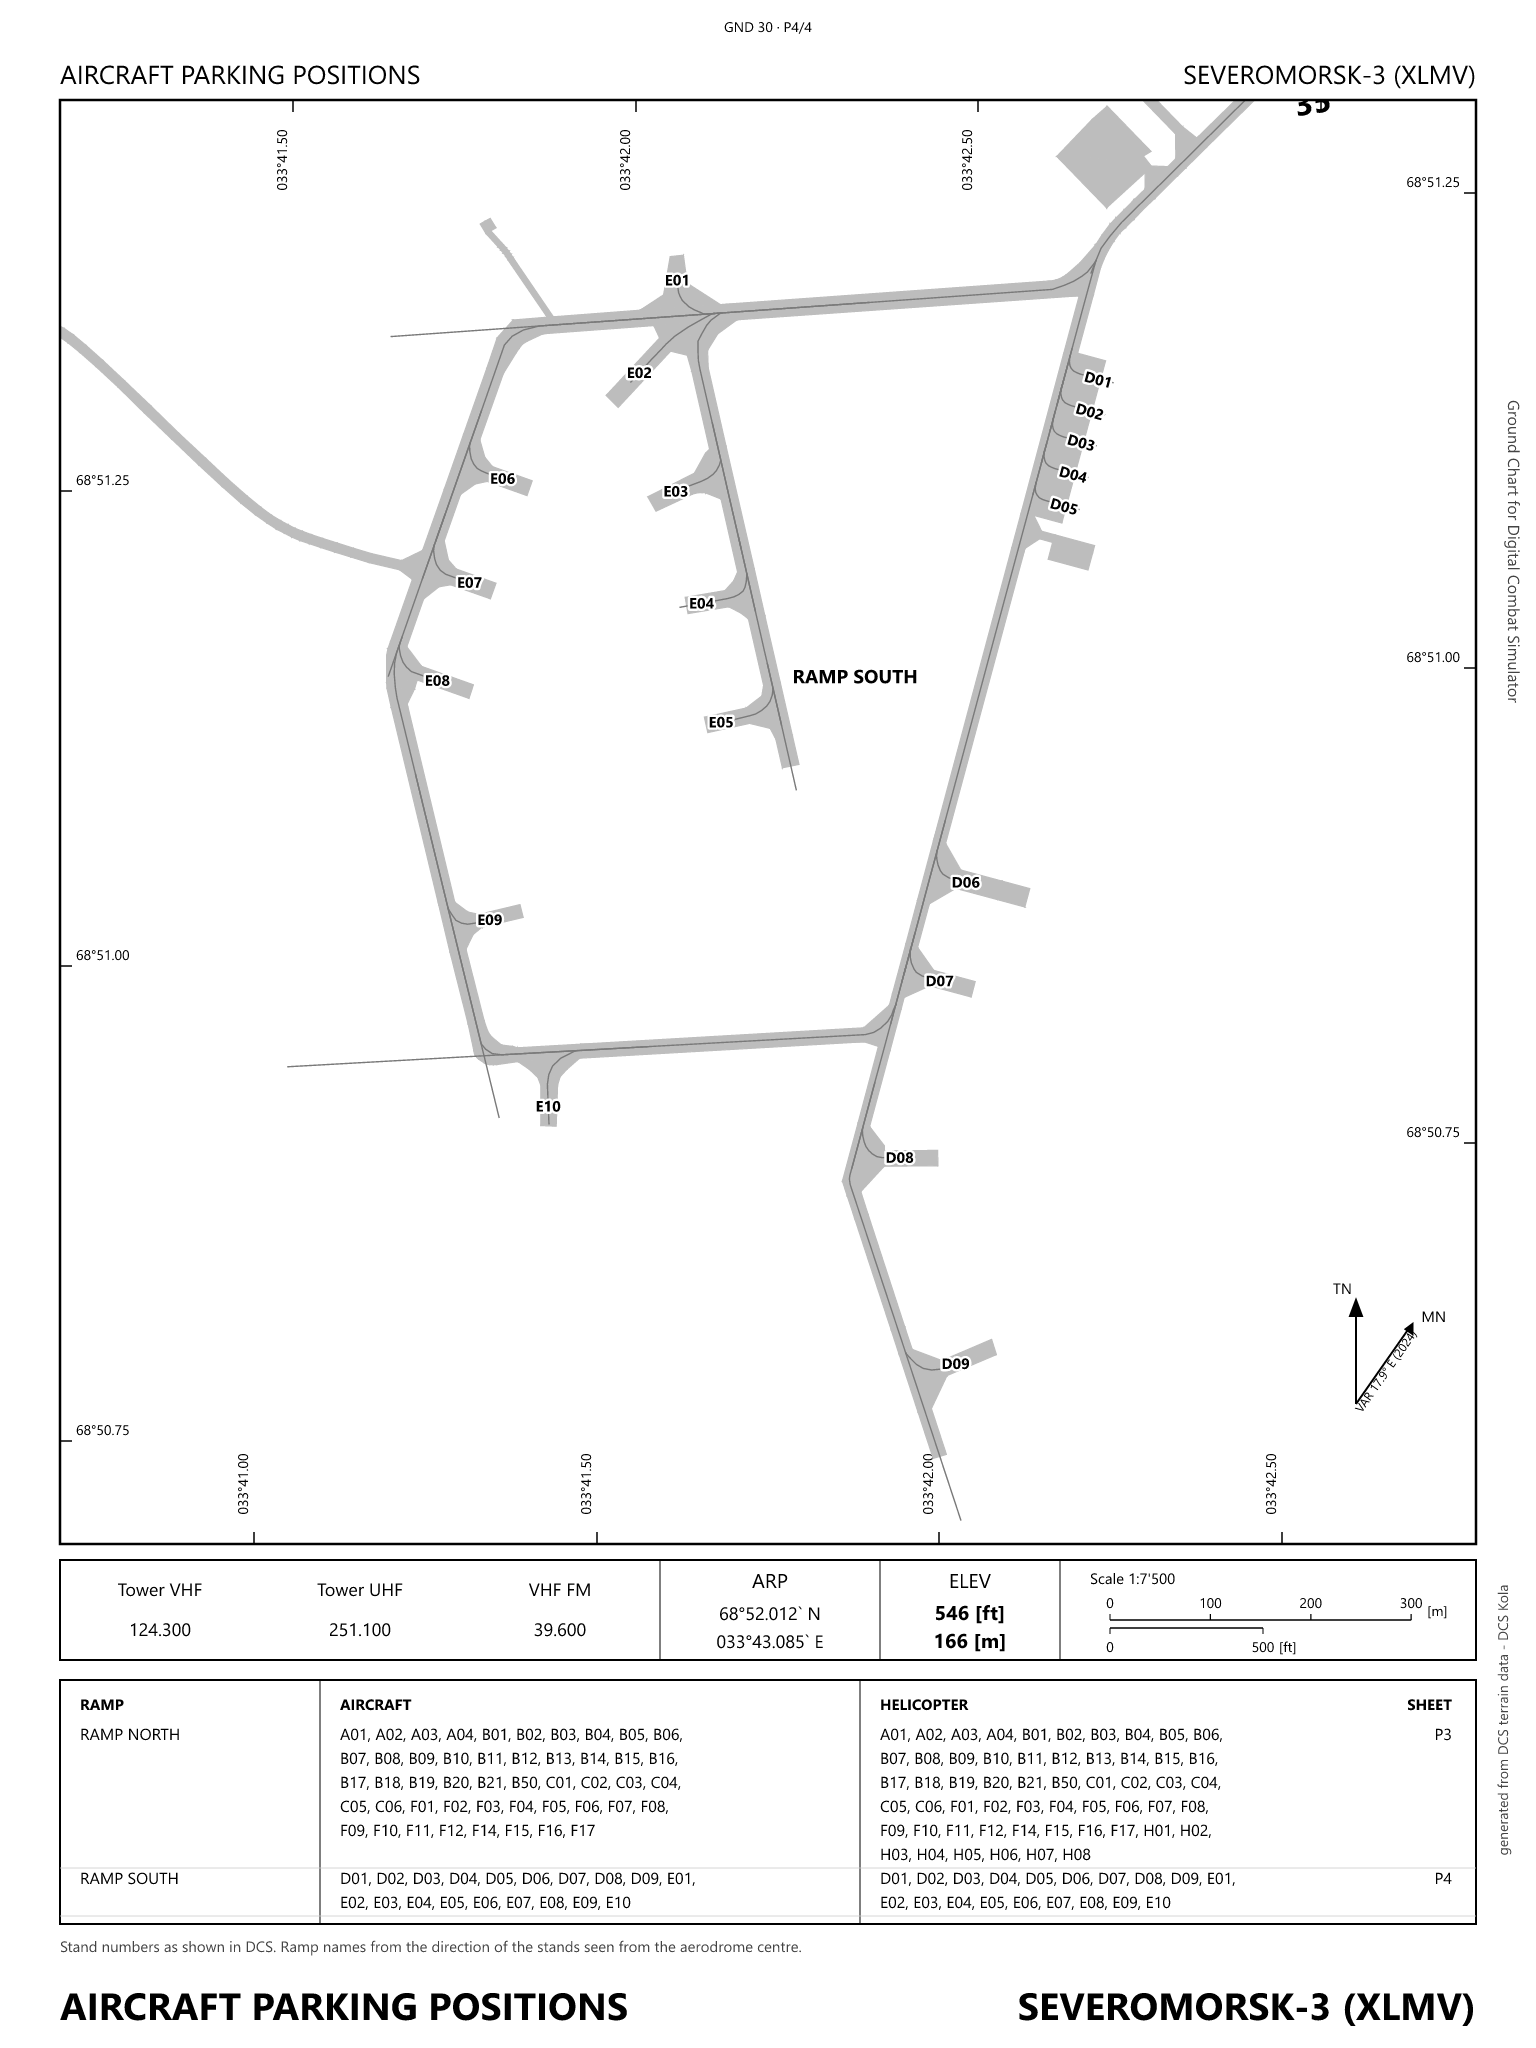 GND 30 · P4/4
AIRCRAFT PARKING POSITIONS
SEVEROMORSK-3 (XLMV)
033°41.50
033°42.00
033°42.50
68°51.25
E01
E02
D01
D02
D03
D04
D05
68°51.25
E06
E03
E07
E04
68°51.00
RAMP SOUTH
E08
E05
D06
E09
68°51.00
D07
E10
68°50.75
D08
TN
MN
VAR 17.9° E (2024)
D09
68°50.75
033°41.00
033°41.50
033°42.00
033°42.50
Ground Chart for Digital Combat Simulator
Tower VHF
124.300
Tower UHF
251.100
VHF FM
39.600
ARP
68°52.012` N
033°43.085` E
ELEV
546 [ft]
166 [m]
Scale 1:7'500
0 100 200 300 [m]
0 500 [ft]
generated from DCS terrain data - DCS Kola
RAMP AIRCRAFT HELICOPTER SHEET
RAMP NORTH
A01, A02, A03, A04, B01, B02, B03, B04, B05, B06,
B07, B08, B09, B10, B11, B12, B13, B14, B15, B16,
B17, B18, B19, B20, B21, B50, C01, C02, C03, C04,
C05, C06, F01, F02, F03, F04, F05, F06, F07, F08,
F09, F10, F11, F12, F14, F15, F16, F17
A01, A02, A03, A04, B01, B02, B03, B04, B05, B06,
B07, B08, B09, B10, B11, B12, B13, B14, B15, B16,
B17, B18, B19, B20, B21, B50, C01, C02, C03, C04,
C05, C06, F01, F02, F03, F04, F05, F06, F07, F08,
F09, F10, F11, F12, F14, F15, F16, F17, H01, H02,
H03, H04, H05, H06, H07, H08
P3
RAMP SOUTH
D01, D02, D03, D04, D05, D06, D07, D08, D09, E01,
E02, E03, E04, E05, E06, E07, E08, E09, E10
D01, D02, D03, D04, D05, D06, D07, D08, D09, E01,
E02, E03, E04, E05, E06, E07, E08, E09, E10
P4
Stand numbers as shown in DCS. Ramp names from the direction of the stands seen from the aerodrome centre.
AIRCRAFT PARKING POSITIONS
SEVEROMORSK-3 (XLMV)